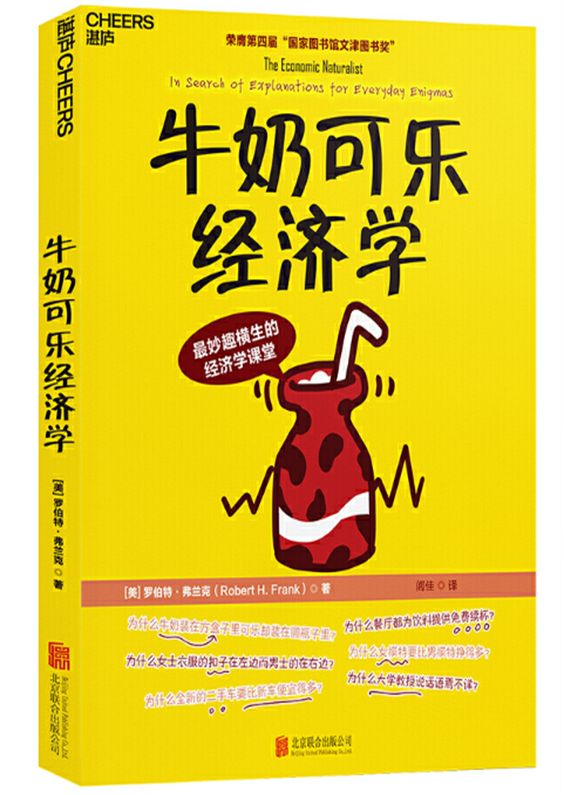 CHEERS
湛庐
荣膺第四届“国家图书馆文津图书奖”
The Economic Naturalist
In Search of Explanations for Everyday Enigmas
牛奶可乐
经济学
最妙趣横生的
经济学课堂
[美] 罗伯特·弗兰克 (Robert H. Frank) ◎ 著
闾佳 ◎ 译
为什么牛奶装在方盒子里可乐却装在圆瓶子里?
为什么餐厅都为饮料提供免费续杯?
为什么女士衣服的扣子在左边而男士的在右边?
为什么女模特要比男模特挣得多?
为什么全新的二手车要比新车便宜得多?
为什么大学教授说话语焉不详?
北京联合出版公司
Beijing United Publishing Co.,Ltd.
湛庐CHEERS
牛奶可乐经济学
[美] 罗伯特·弗兰克 ◎ 著
北京联合出版公司
Beijing United Publishing Co.,Ltd.